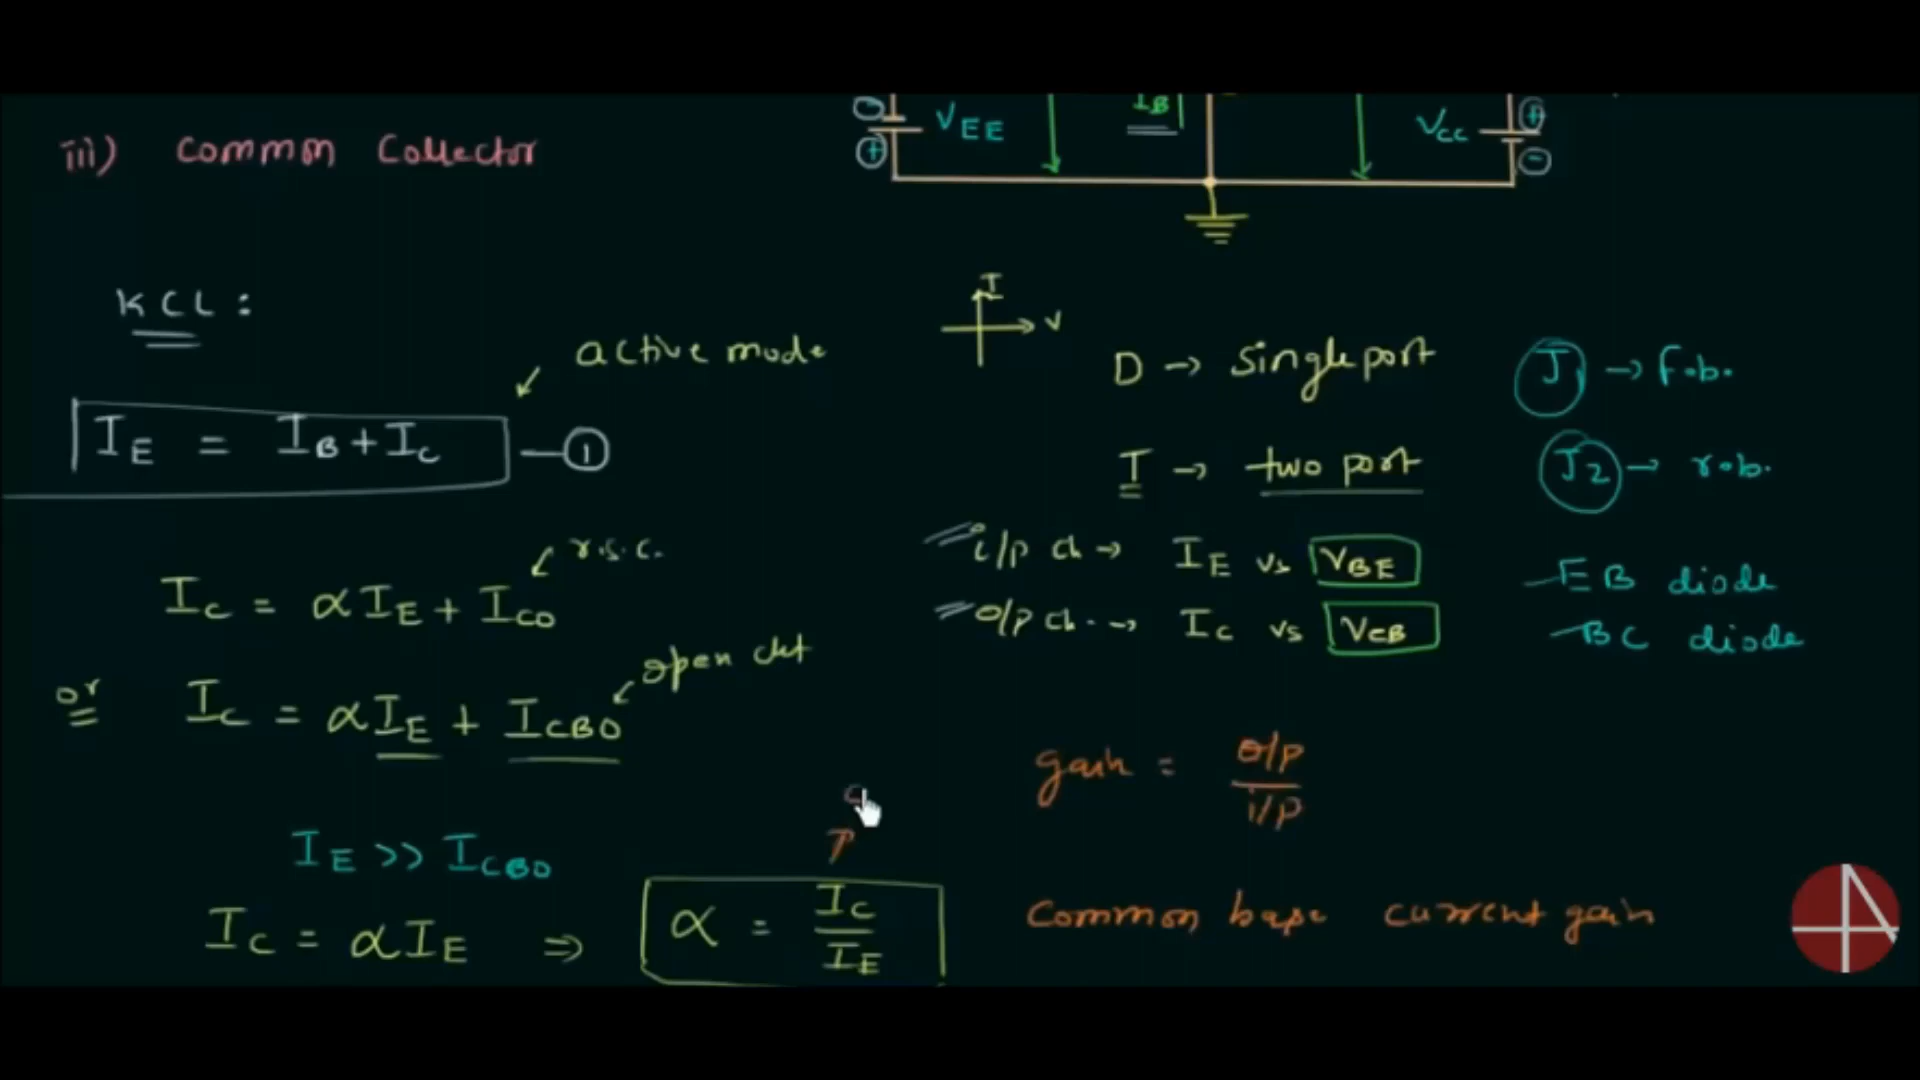 iii) Common Collector
VEE
IB
VCC
KCL :
active mode
IE = IB + IC — 1
I
V
D → single port
T → two port
J1 → f.b.
J2 → r.b.
i/p ch → IE vs VBE
o/p ch. → IC vs VCB
EB diode
BC diode
r.s.c.
IC = αIE + ICO
open ckt
or IC = αIE + ICBO
gain = o/p
i/p
IE >> ICBO
IC = αIE ⇒ α = IC
IE
common base current gain